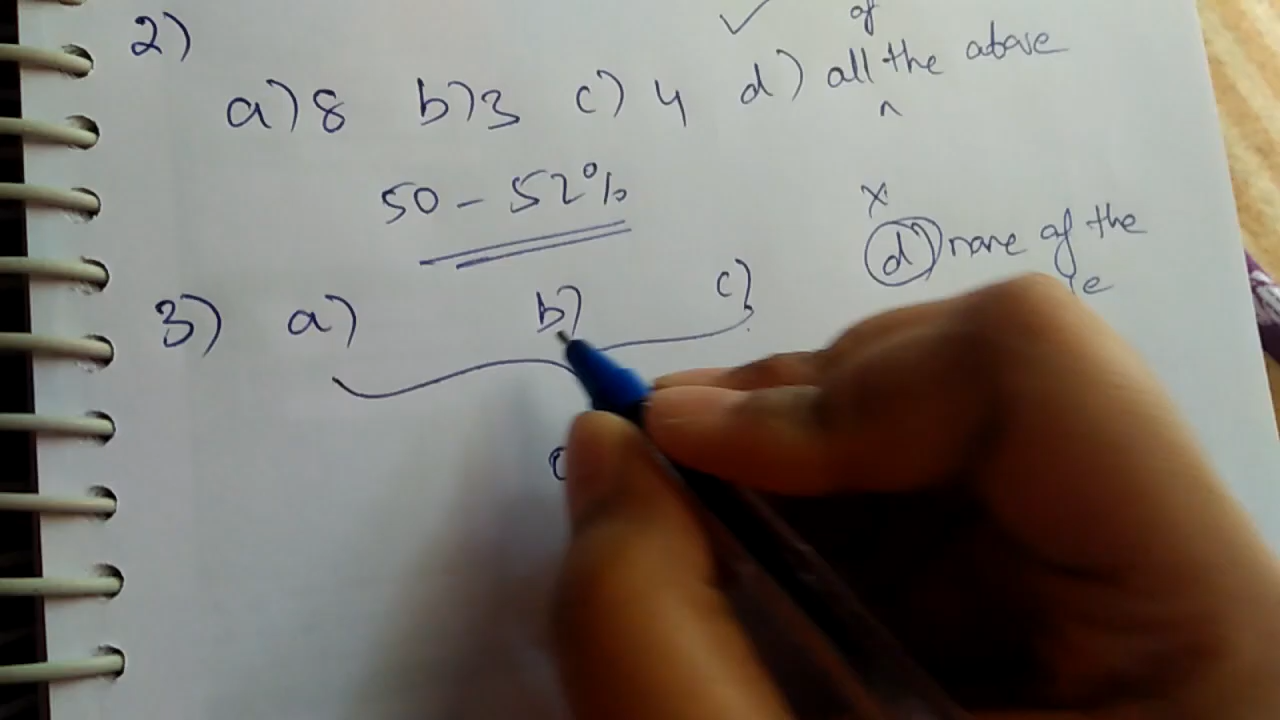 2)
of
a) 8 b) 3 c) 4 d) all the above
^
50 - 52%
x
3) a) b) c) d) none of the
e